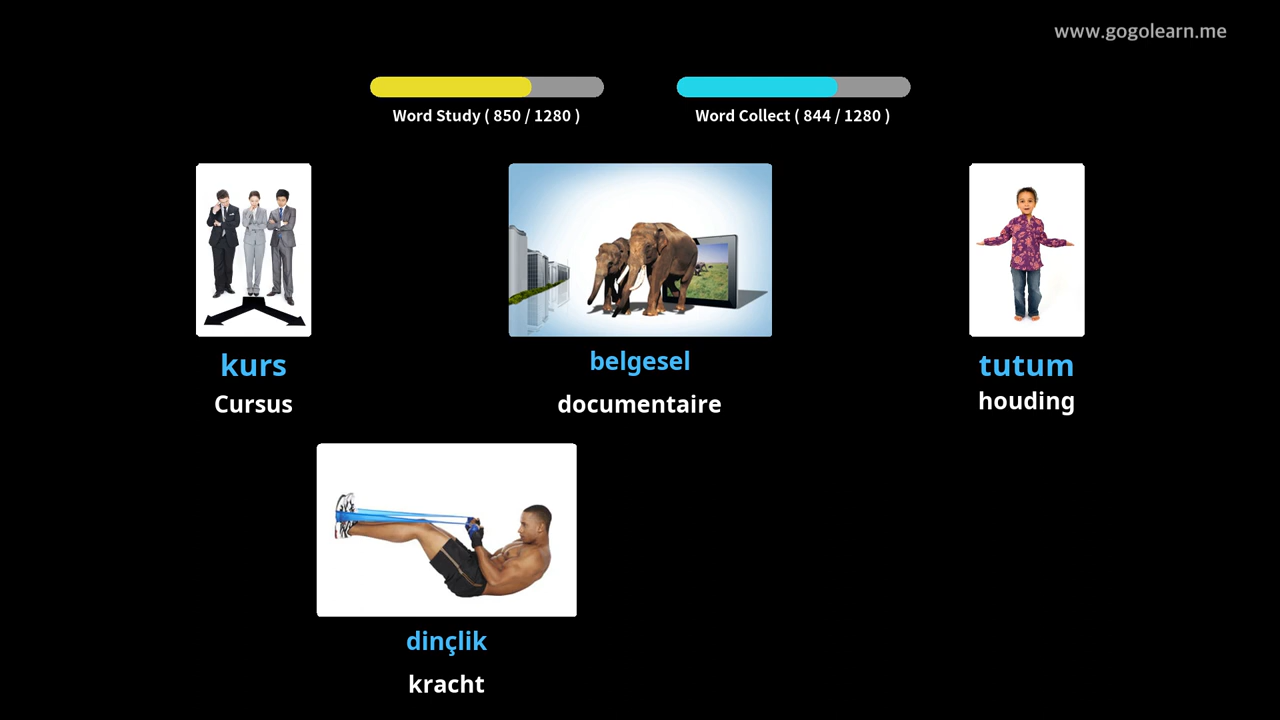 www.gogolearn.me
Word Study ( 850 / 1280 )
Word Collect ( 844 / 1280 )
kurs
Cursus
belgesel
documentaire
tutum
houding
dinçlik
kracht